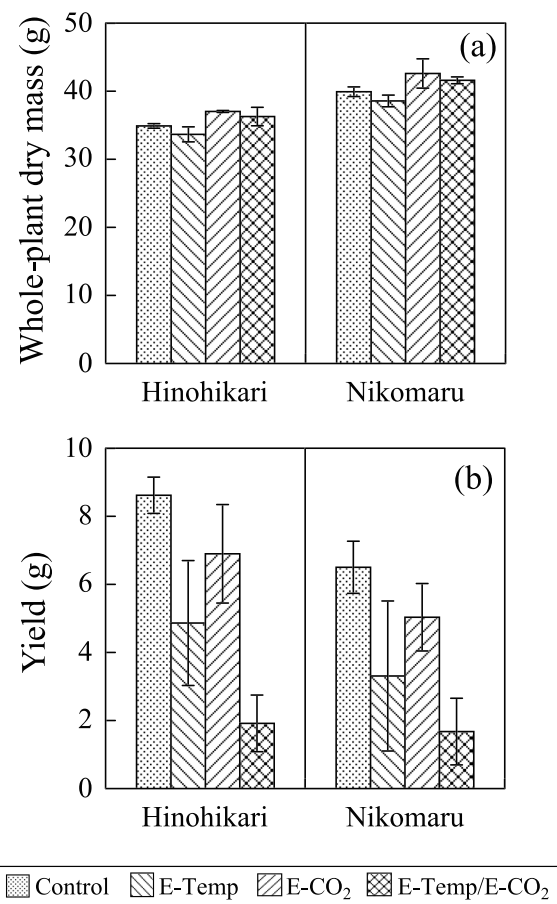 Whole-plant dry mass (g)
50
40
30
20
10
0
(a)
Hinohikari
Nikomaru
Yield (g)
10
8
6
4
2
0
(b)
Hinohikari
Nikomaru
Control E-Temp E-CO₂ E-Temp/E-CO₂